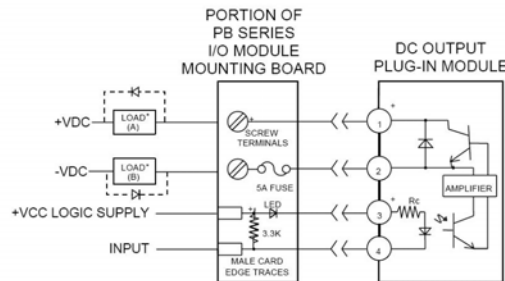 PORTION OF
PB SERIES
I/O MODULE
MOUNTING BOARD
DC OUTPUT
PLUG-IN MODULE
+VDC
LOAD*
(A)
+
SCREW
TERMINALS
+
1
-VDC
LOAD*
(B)
5A FUSE
2
AMPLIFIER
+VCC LOGIC SUPPLY
+
LED
3.3K
+
3
Rc
INPUT
4
MALE CARD
EDGE TRACES